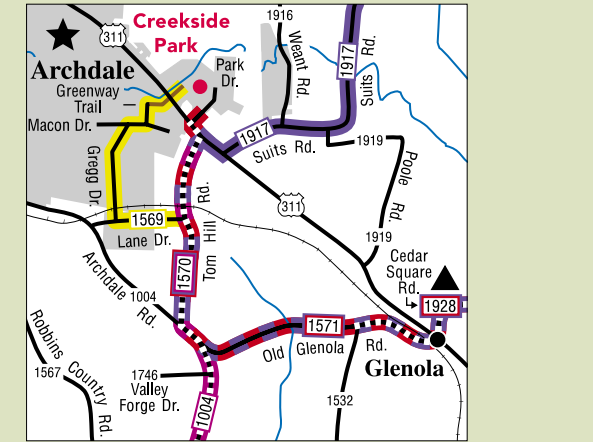 1916
Creekside
Park
311
Weant Rd.
1917
Suits Rd.
Archdale
Park
Dr.
Greenway
Trail
Macon Dr.
1917
Suits Rd.
1919
Poole Rd.
Gregg Dr.
311
1569
Lane Dr.
Tom Hill Rd.
1919
Cedar
Square
Rd.
1570
Archdale
1004
Rd.
1928
1571
Old Glenola Rd.
Glenola
Robbins
Country Rd.
1567
1746
Valley
Forge Dr.
1532
1004